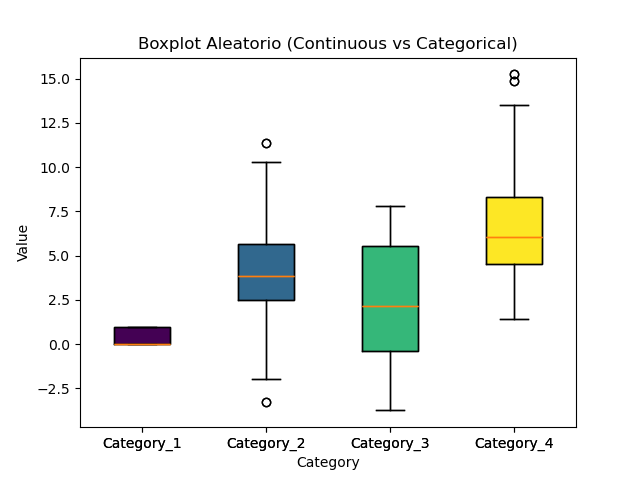 Boxplot Aleatorio (Continuous vs Categorical)
15.0
12.5
10.0
7.5
5.0
2.5
0.0
−2.5
Value
Category_1 Category_2 Category_3 Category_4
Category